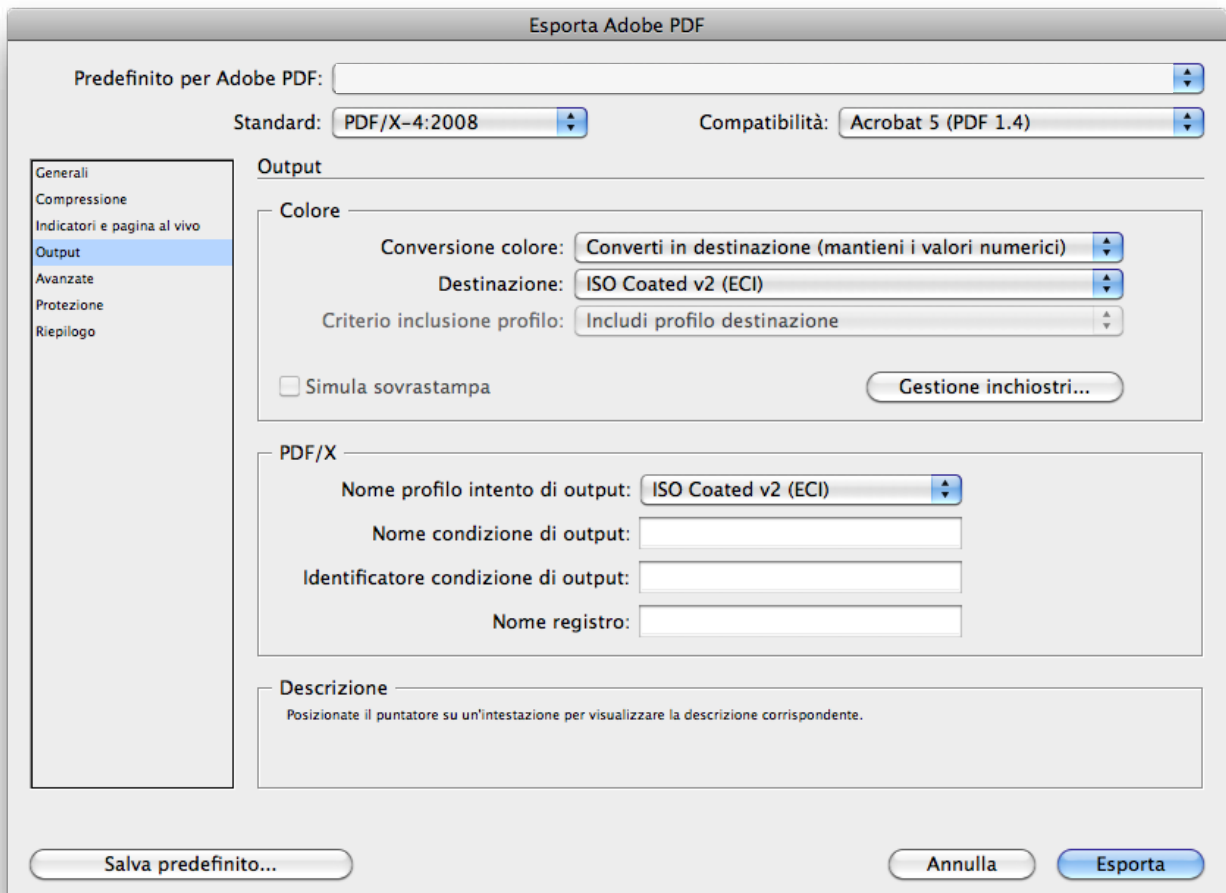 Esporta Adobe PDF
Predefinito per Adobe PDF:
Standard: PDF/X-4:2008 Compatibilità: Acrobat 5 (PDF 1.4)
Generali
Compressione
Indicatori e pagina al vivo
Output
Avanzate
Protezione
Riepilogo
Output
Colore
Conversione colore: Converti in destinazione (mantieni i valori numerici)
Destinazione: ISO Coated v2 (ECI)
Criterio inclusione profilo: Includi profilo destinazione
Simula sovrastampa Gestione inchiostri...
PDF/X
Nome profilo intento di output: ISO Coated v2 (ECI)
Nome condizione di output:
Identificatore condizione di output:
Nome registro:
Descrizione
Posizionate il puntatore su un'intestazione per visualizzare la descrizione corrispondente.
Salva predefinito... Annulla Esporta